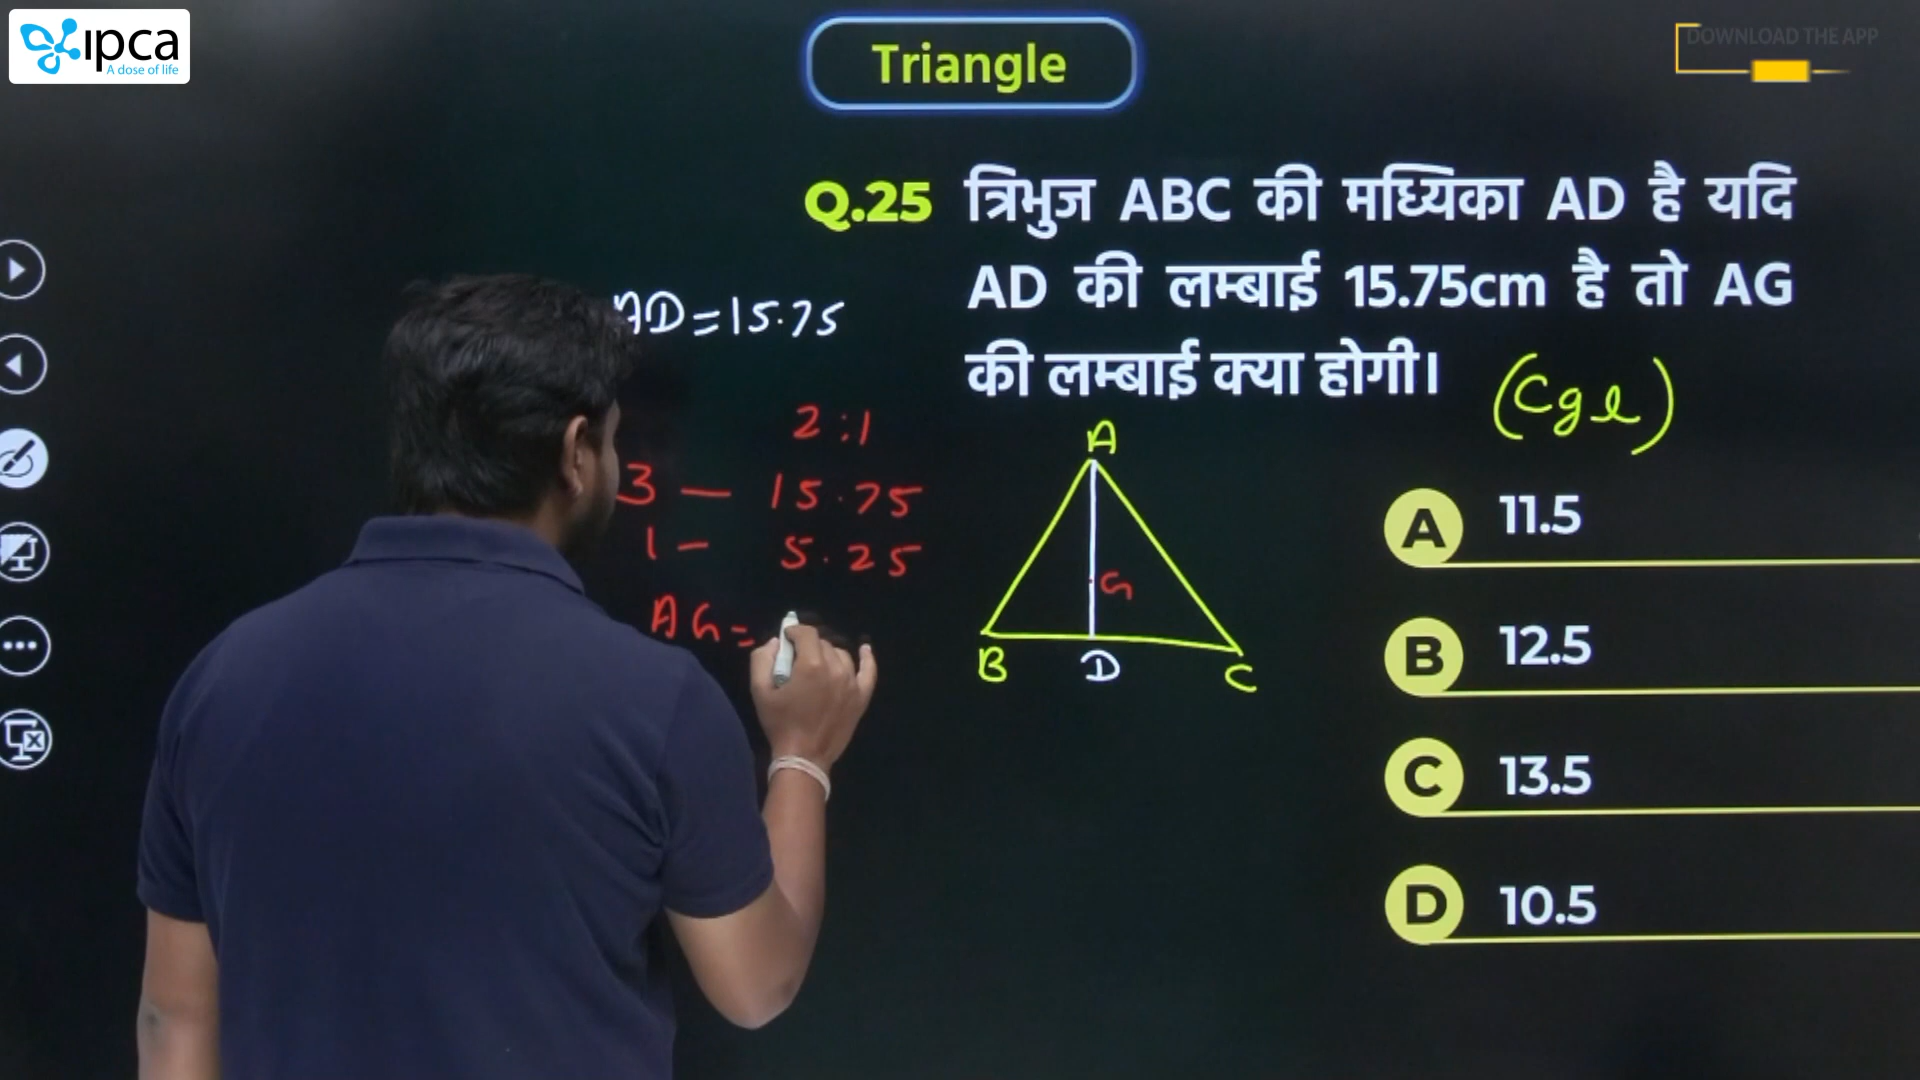 ipca
A dose of life
Triangle
DOWNLOAD THE APP
Q.25 त्रिभुज ABC की मध्यिका AD है यदि
AD की लम्बाई 15.75cm है तो AG
की लम्बाई क्या होगी।
(Cgl)
AD=15.75
2:1
3 — 15.75
1 — 5.25
AG=
A
G
B
D
C
A 11.5
B 12.5
C 13.5
D 10.5